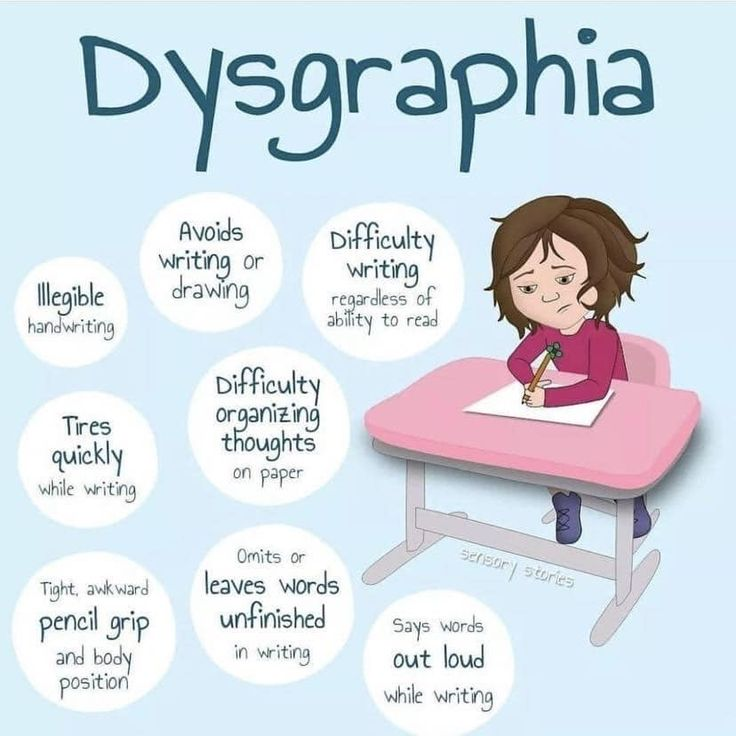 Dysgraphia
Avoids
writing or
drawing
Difficulty
writing
regardless of
ability to read
Illegible
handwriting
Difficulty
organizing
thoughts
on paper
Tires
quickly
while writing
Omits or
leaves words
unfinished
in writing
Tight, awkward
pencil grip
and body
position
Says words
out loud
while writing
sensory stories